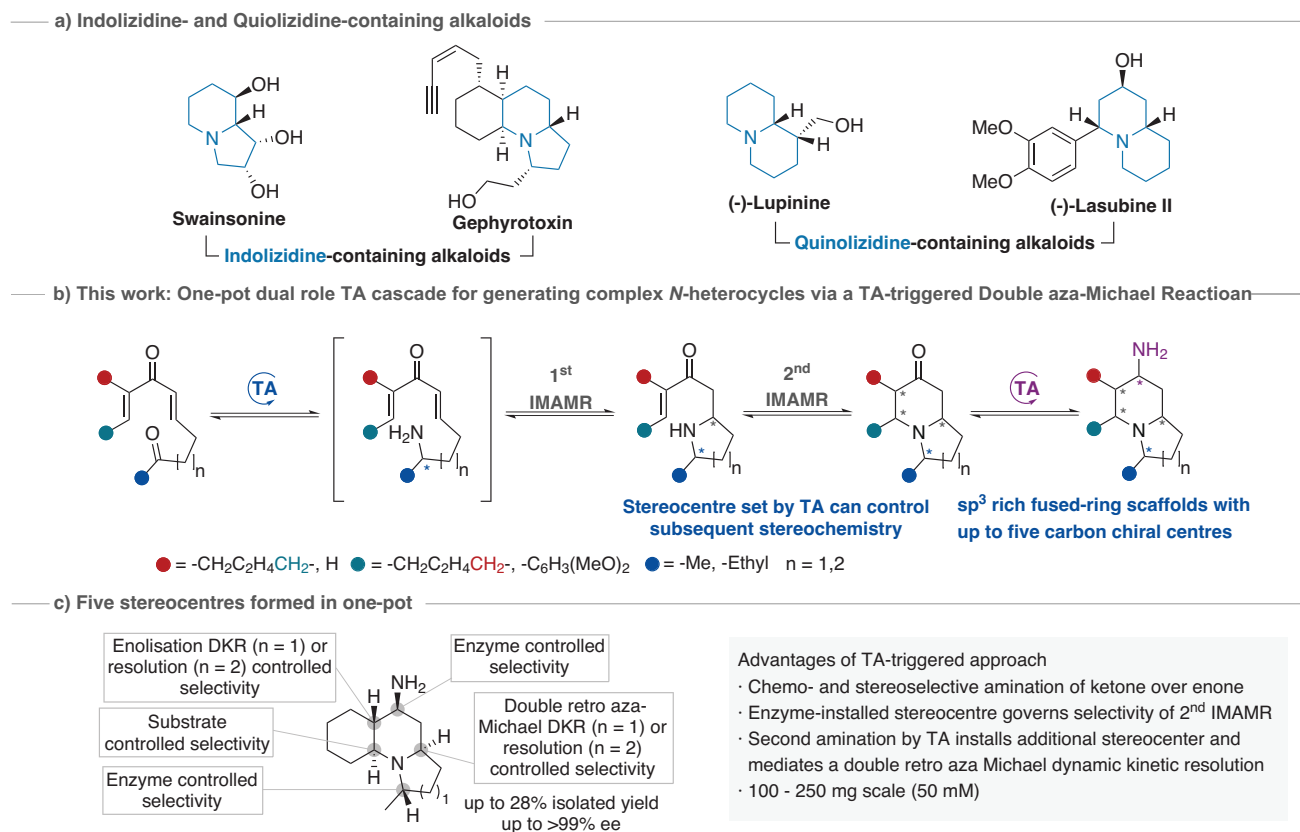 a) Indolizidine- and Quiolizidine-containing alkaloids
OH
H
N
OH
OH
Swainsonine
H
H
H
N
HO
Gephyrotoxin
Indolizidine-containing alkaloids
H
N
OH
H
(-)-Lupinine
OH
MeO
MeO
H
N
H
(-)-Lasubine II
Quinolizidine-containing alkaloids
b) This work: One-pot dual role TA cascade for generating complex N-heterocycles via a TA-triggered Double aza-Michael Reactioan
O
O
n
TA
O
H2N
*
n
1st
IMAMR
O
HN
*
*
n
2nd
IMAMR
O
*
*
*
N
*
n
TA
NH2
*
*
*
*
N
*
n
Stereocentre set by TA can control
subsequent stereochemistry
sp3 rich fused-ring scaffolds with
up to five carbon chiral centres
= -CH2C2H4CH2-, H = -CH2C2H4CH2-, -C6H3(MeO)2 = -Me, -Ethyl n = 1,2
c) Five stereocentres formed in one-pot
Enolisation DKR (n = 1) or
resolution (n = 2) controlled
selectivity
Substrate
controlled selectivity
Enzyme controlled
selectivity
Enzyme controlled
selectivity
Double retro aza-
Michael DKR (n = 1) or
resolution (n = 2)
controlled selectivity
NH2
H
H
N
H
H
1
up to 28% isolated yield
up to >99% ee
Advantages of TA-triggered approach
· Chemo- and stereoselective amination of ketone over enone
· Enzyme-installed stereocentre governs selectivity of 2nd IMAMR
· Second amination by TA installs additional stereocenter and
mediates a double retro aza Michael dynamic kinetic resolution
· 100 - 250 mg scale (50 mM)